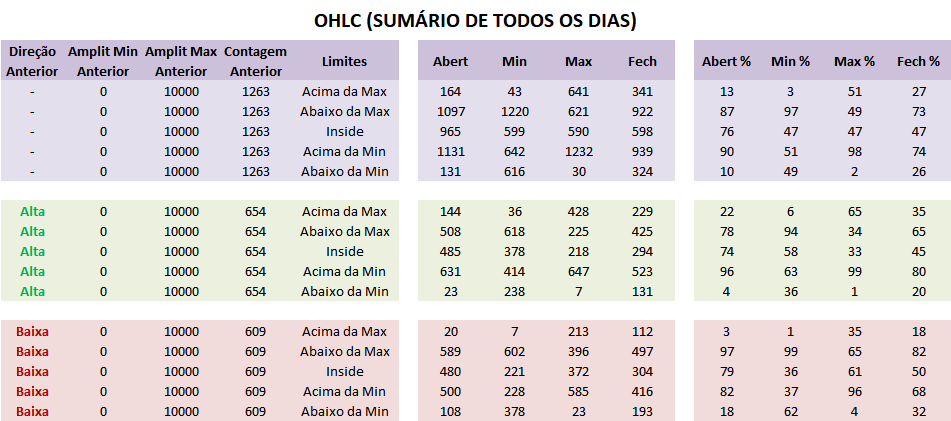 OHLC (SUMÁRIO DE TODOS OS DIAS)
Direção Anterior Amplit Min Anterior Amplit Max Anterior Contagem Anterior Limites Abert Min Max Fech Abert % Min % Max % Fech %
- 0 10000 1263 Acima da Max 164 43 641 341 13 3 51 27
- 0 10000 1263 Abaixo da Max 1097 1220 621 922 87 97 49 73
- 0 10000 1263 Inside 965 599 590 598 76 47 47 47
- 0 10000 1263 Acima da Min 1131 642 1232 939 90 51 98 74
- 0 10000 1263 Abaixo da Min 131 616 30 324 10 49 2 26
Alta 0 10000 654 Acima da Max 144 36 428 229 22 6 65 35
Alta 0 10000 654 Abaixo da Max 508 618 225 425 78 94 34 65
Alta 0 10000 654 Inside 485 378 218 294 74 58 33 45
Alta 0 10000 654 Acima da Min 631 414 647 523 96 63 99 80
Alta 0 10000 654 Abaixo da Min 23 238 7 131 4 36 1 20
Baixa 0 10000 609 Acima da Max 20 7 213 112 3 1 35 18
Baixa 0 10000 609 Abaixo da Max 589 602 396 497 97 99 65 82
Baixa 0 10000 609 Inside 480 221 372 304 79 36 61 50
Baixa 0 10000 609 Acima da Min 500 228 585 416 82 37 96 68
Baixa 0 10000 609 Abaixo da Min 108 378 23 193 18 62 4 32